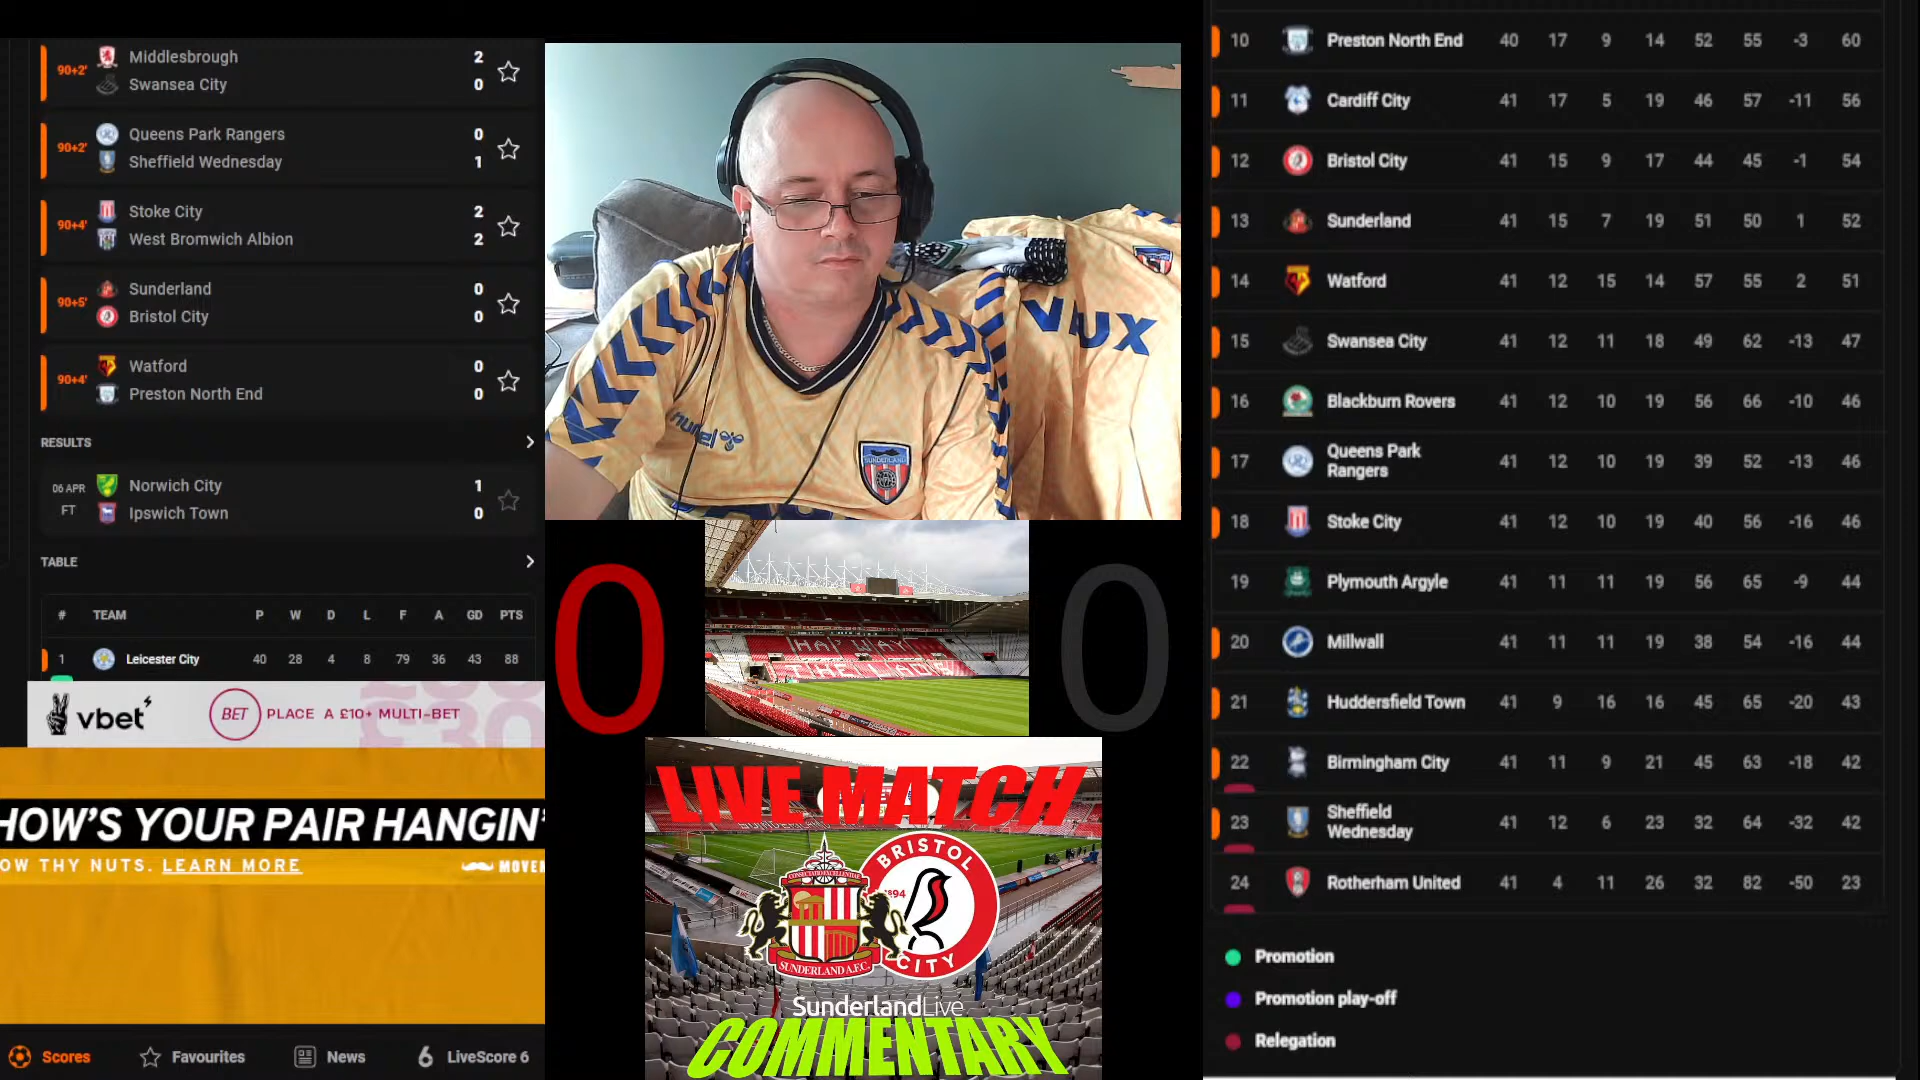 90+2' Middlesbrough 2
Swansea City 0
90+2' Queens Park Rangers 0
Sheffield Wednesday 1
90+4' Stoke City 2
West Bromwich Albion 2
90+5' Sunderland 0
Bristol City 0
90+4' Watford 0
Preston North End 0
RESULTS
06 APR Norwich City 1
FT Ipswich Town 0
TABLE
# TEAM P W D L F A GD PTS
1 Leicester City 40 28 4 8 79 36 43 88
vbet BET PLACE A £10+ MULTI-BET
HOW'S YOUR PAIR HANGIN'
OW THY NUTS. LEARN MORE
Scores Favourites News 6 LiveScore 6
VAUX
hummel
SUNDERLAND
0 0
HA'WAY
THE LADS
LIVE MATCH
CONSECTATIO EXCELLENTIAE
SUNDERLAND A.F.C
BRISTOL
1894
CITY
SunderlandLive
COMMENTARY
10 Preston North End 40 17 9 14 52 55 -3 60
11 Cardiff City 41 17 5 19 46 57 -11 56
12 Bristol City 41 15 9 17 44 45 -1 54
13 Sunderland 41 15 7 19 51 50 1 52
14 Watford 41 12 15 14 57 55 2 51
15 Swansea City 41 12 11 18 49 62 -13 47
16 Blackburn Rovers 41 12 10 19 56 66 -10 46
17 Queens Park Rangers 41 12 10 19 39 52 -13 46
18 Stoke City 41 12 10 19 40 56 -16 46
19 Plymouth Argyle 41 11 11 19 56 65 -9 44
20 Millwall 41 11 11 19 38 54 -16 44
21 Huddersfield Town 41 9 16 16 45 65 -20 43
22 Birmingham City 41 11 9 21 45 63 -18 42
23 Sheffield Wednesday 41 12 6 23 32 64 -32 42
24 Rotherham United 41 4 11 26 32 82 -50 23
Promotion
Promotion play-off
Relegation